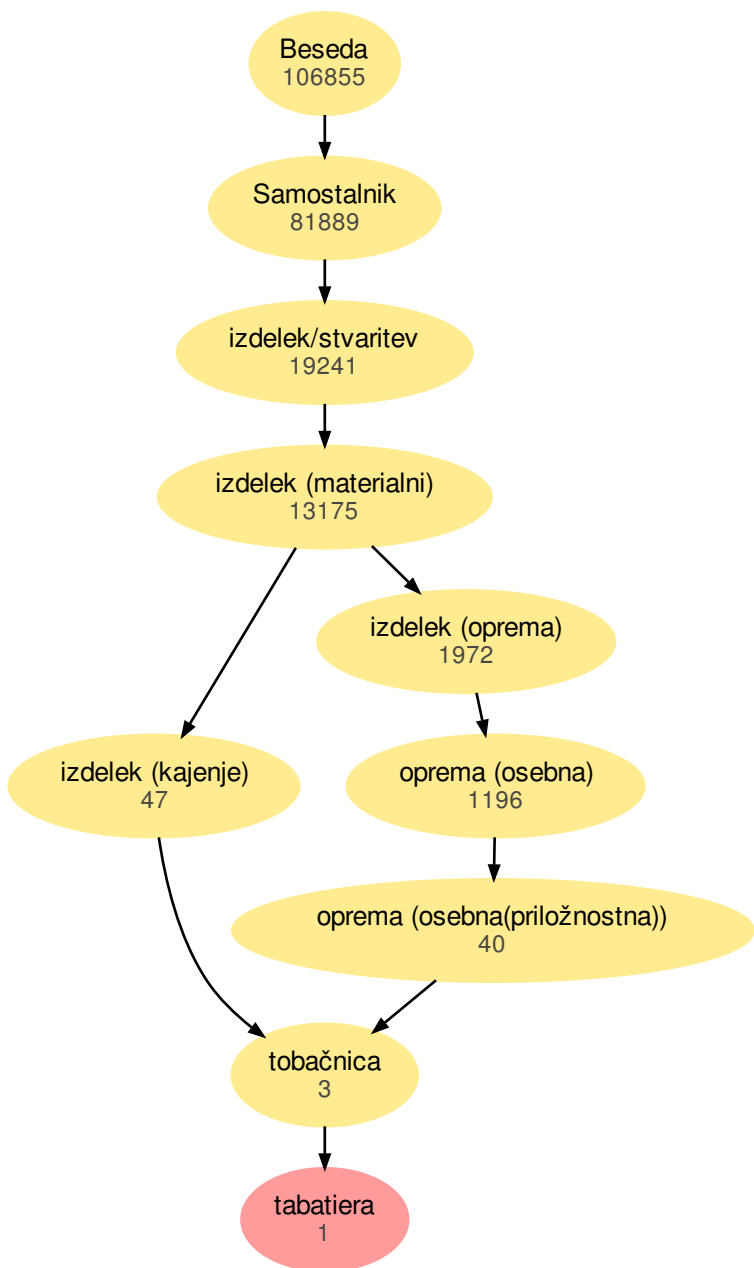 Beseda
106855
Samostalnik
81889
izdelek/stvaritev
19241
izdelek (materialni)
13175
izdelek (oprema)
1972
izdelek (kajenje)
47
oprema (osebna)
1196
oprema (osebna(priložnostna))
40
tobačnica
3
tabatiera
1